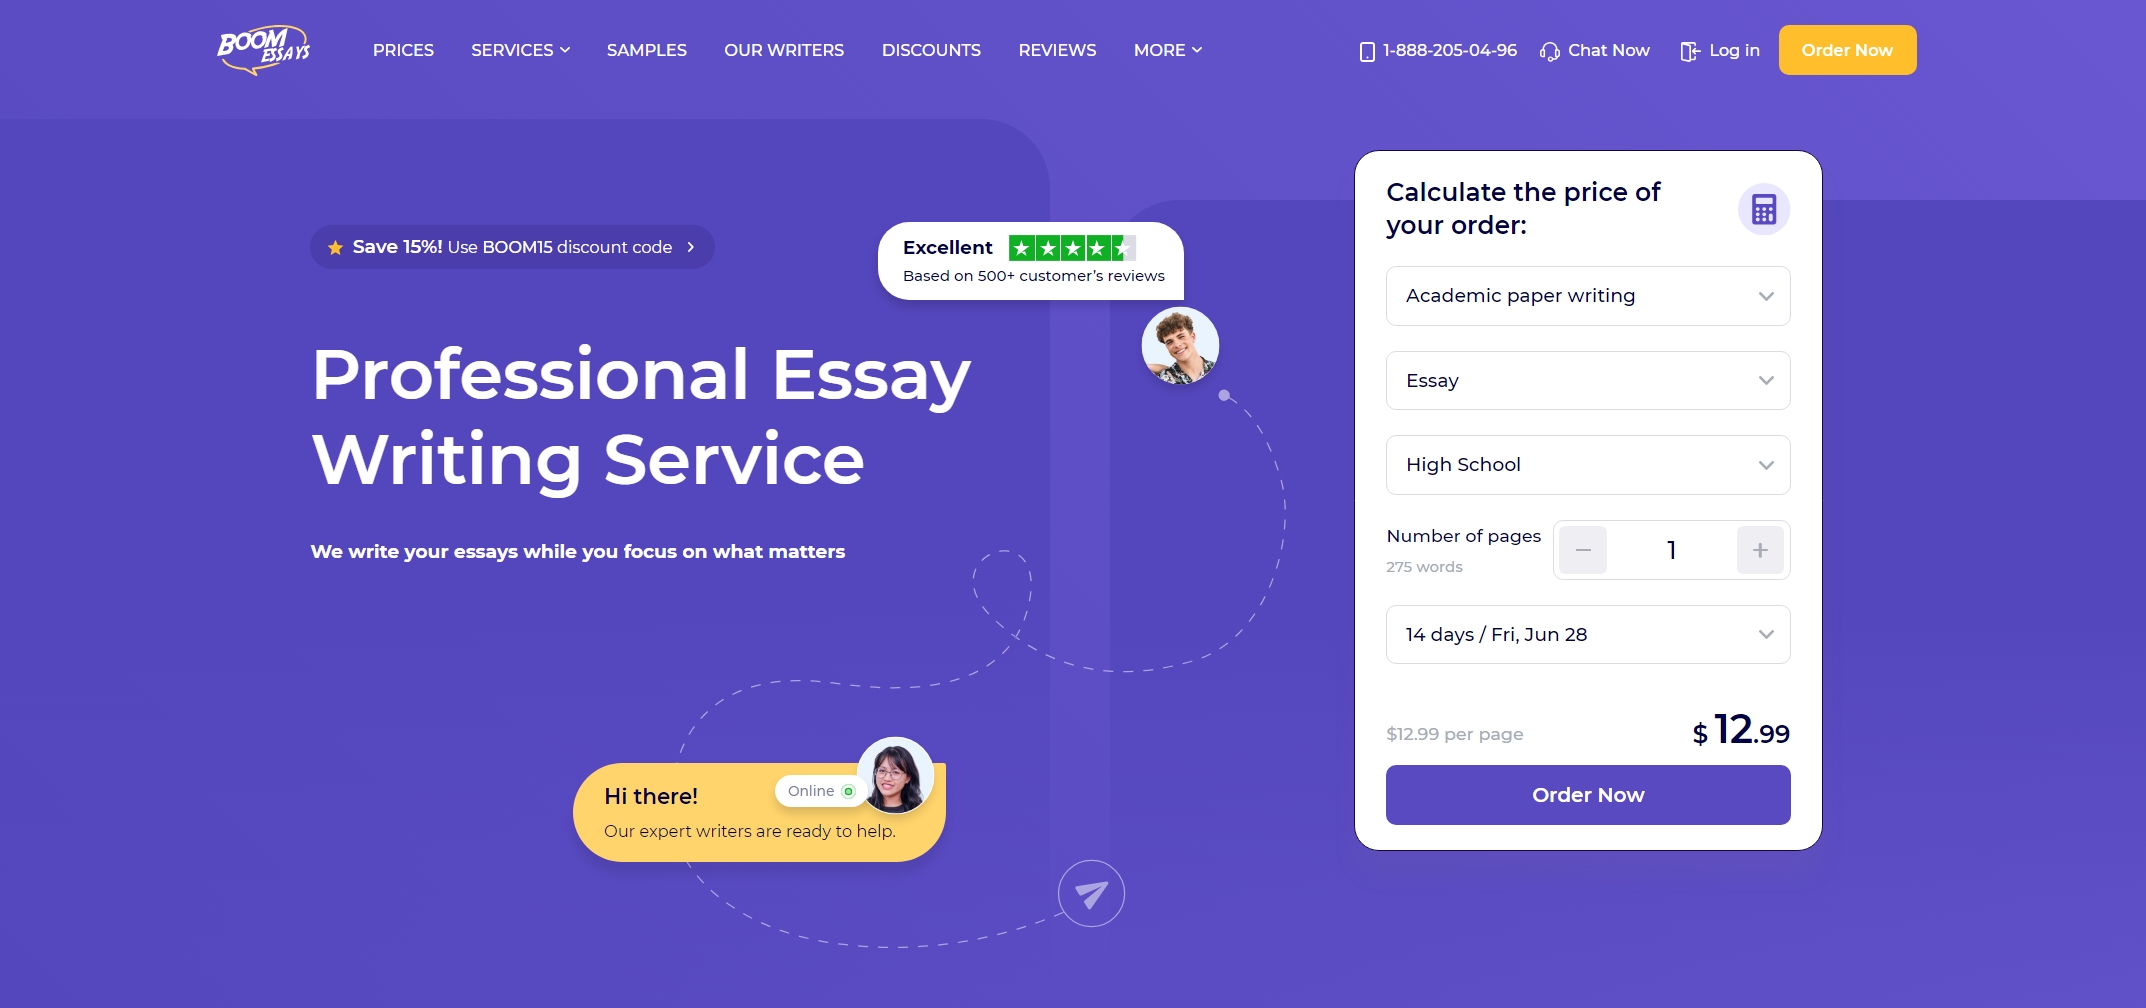 BOOM
ESSAYS
PRICES
SERVICES
SAMPLES
OUR WRITERS
DISCOUNTS
REVIEWS
MORE
1-888-205-04-96
Chat Now
Log in
Order Now
Save 15%! Use BOOM15 discount code
Excellent
Based on 500+ customer’s reviews
Professional Essay
Writing Service
We write your essays while you focus on what matters
Hi there!
Online
Our expert writers are ready to help.
Calculate the price of
your order:
Academic paper writing
Essay
High School
Number of pages
275 words
1
14 days / Fri, Jun 28
$12.99 per page
$ 12.99
Order Now